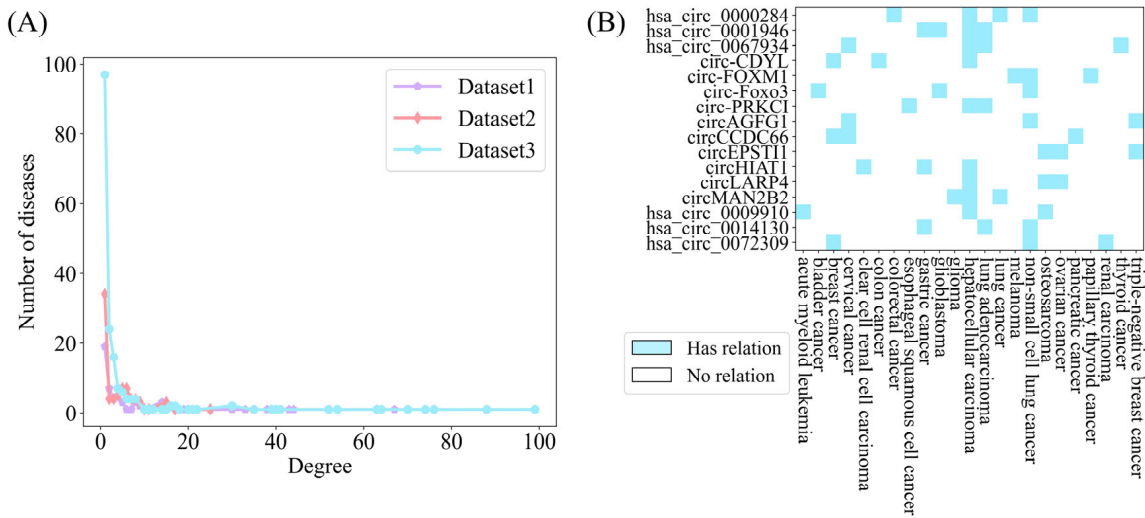 (A)
100
80
60
40
20
0
Number of diseases
0 20 40 60 80 100
Degree
Dataset1
Dataset2
Dataset3
(B)
hsa_circ_0000284
hsa_circ_0001946
hsa_circ_0067934
circ-CDYL
circ-FOXM1
circ-Foxo3
circ-PRKCI
circAGFG1
circCCDC66
circEPSTI1
circHIAT1
circLARP4
circMAN2B2
hsa_circ_0009910
hsa_circ_0014130
hsa_circ_0072309
acute myeloid leukemia
bladder cancer
breast cancer
cervical cancer
clear cell renal cell carcinoma
colon cancer
colorectal cancer
esophageal squamous cell cancer
gastric cancer
glioblastoma
glioma
hepatocellular carcinoma
lung adenocarcinoma
lung cancer
melanoma
non-small cell lung cancer
osteosarcoma
ovarian cancer
pancreatic cancer
papillary thyroid cancer
renal carcinoma
thyroid cancer
triple-negative breast cancer
Has relation
No relation